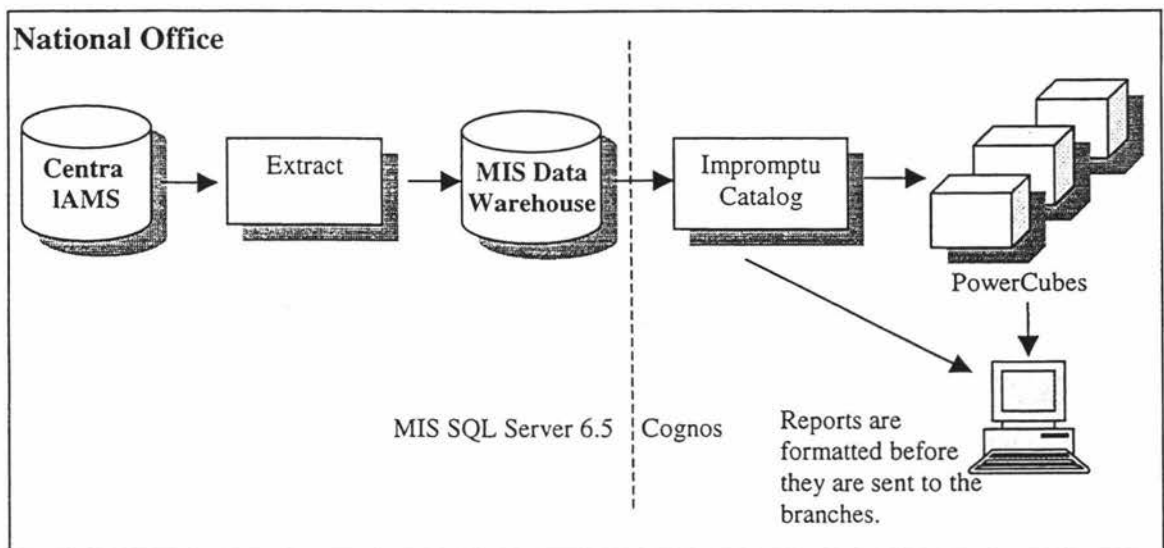 National Office
Centra
lAMS
Extract
MIS Data
Warehouse
Impromptu
Catalog
PowerCubes
MIS SQL Server 6.5
Cognos
Reports are
formatted before
they are sent to the
branches.